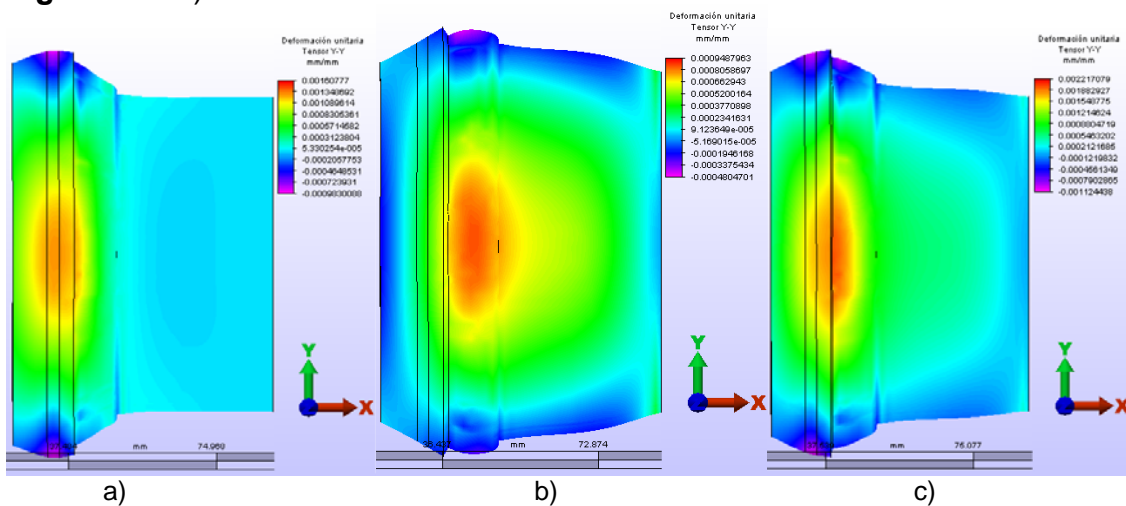 Deformación unitaria
Tensor Y-Y
mm/mm
0.00160777
0.001348692
0.001089614
0.0008305361
0.0005714582
0.0003123804
5.330254e-005
-0.0002057753
-0.0004648531
-0.000723931
-0.0009830088
Y
X
mm
74.968
a)
Deformación unitaria
Tensor Y-Y
mm/mm
0.0009487963
0.0008058697
0.000662943
0.0005200164
0.0003770898
0.0002341631
9.123649e-005
-5.169015e-005
-0.0001946168
-0.0003375434
-0.0004804701
Y
X
mm
72.874
b)
Deformación unitaria
Tensor Y-Y
mm/mm
0.002217079
0.001882927
0.001548775
0.001214624
0.0008804719
0.0005463202
0.0002121685
-0.0001219832
-0.0004561349
-0.0007902865
-0.001124438
Y
X
mm
76.077
c)